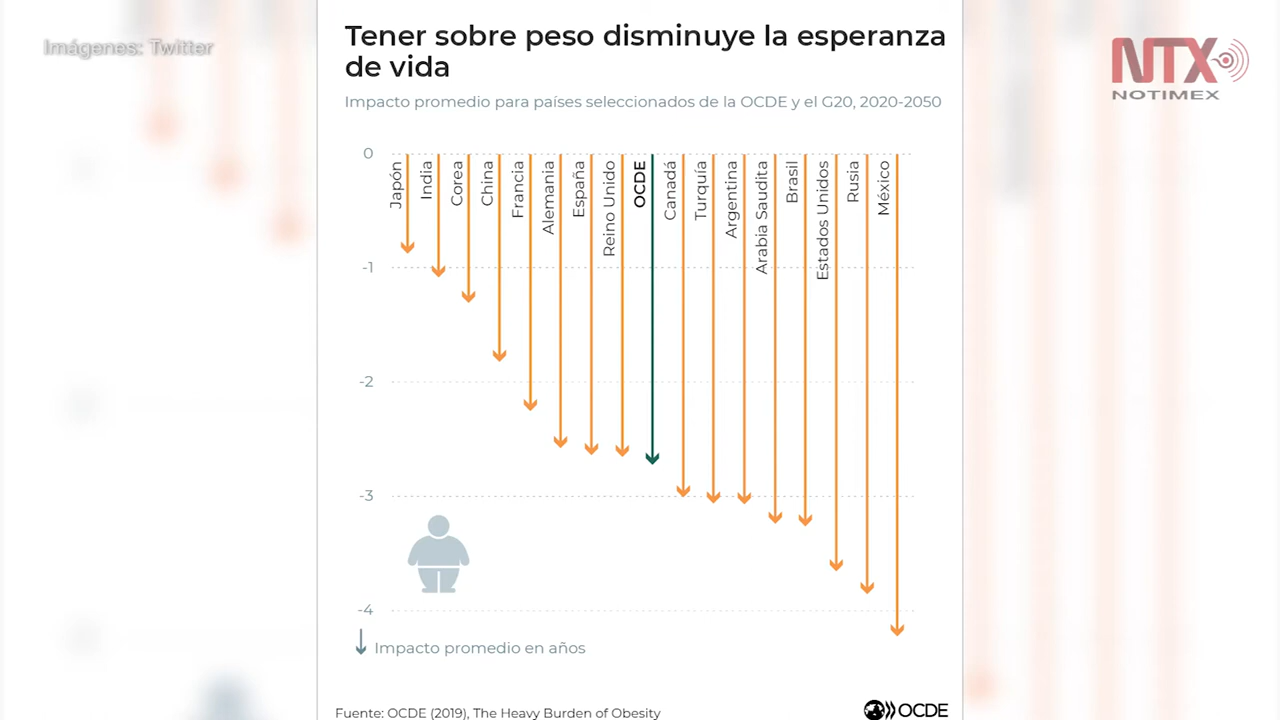 Imágenes: Twitter
NTX
NOTIMEX
Tener sobre peso disminuye la esperanza
de vida
Impacto promedio para países seleccionados de la OCDE y el G20, 2020-2050
0
-1
-2
-3
-4
Japón
India
Corea
China
Francia
Alemania
España
Reino Unido
OCDE
Canadá
Turquía
Argentina
Arabia Saudita
Brasil
Estados Unidos
Rusia
México
Impacto promedio en años
Fuente: OCDE (2019), The Heavy Burden of Obesity
OCDE